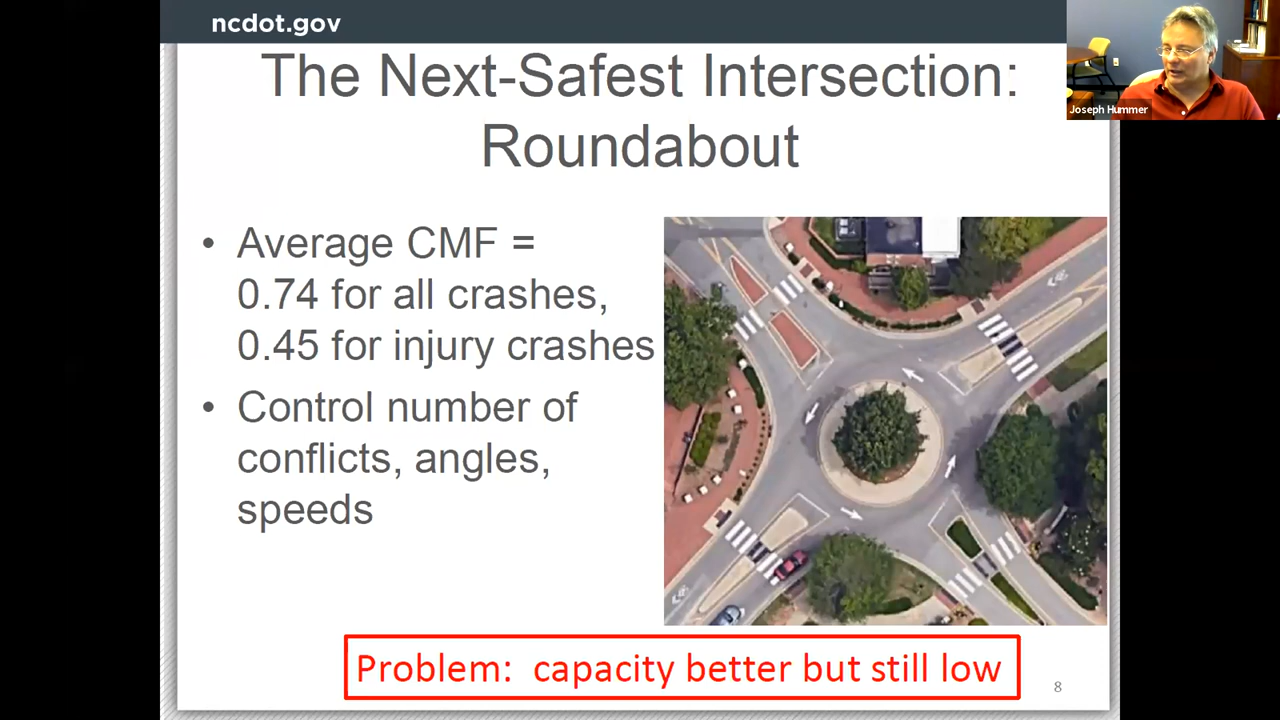 ncdot.gov
The Next-Safest Intersection:
Roundabout
Joseph Hummer
• Average CMF =
0.74 for all crashes,
0.45 for injury crashes
• Control number of
conflicts, angles,
speeds
Problem: capacity better but still low
8